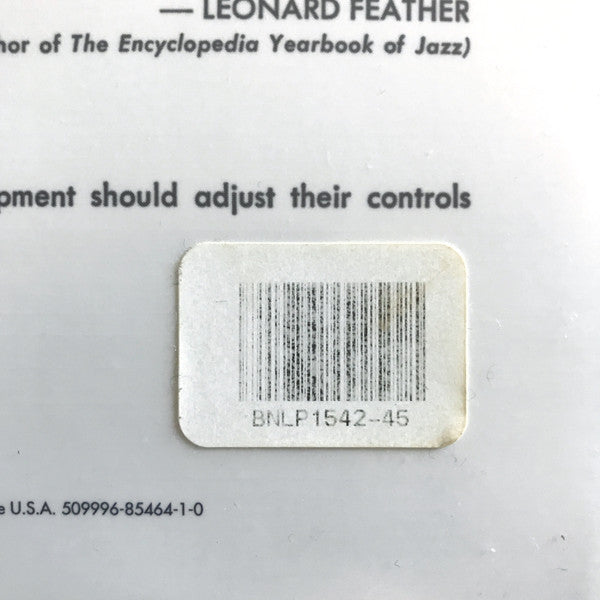 — LEONARD FEATHER
hor of The Encyclopedia Yearbook of Jazz)
pment should adjust their controls
BNLP1542-45
e U.S.A. 509996-85464-1-0